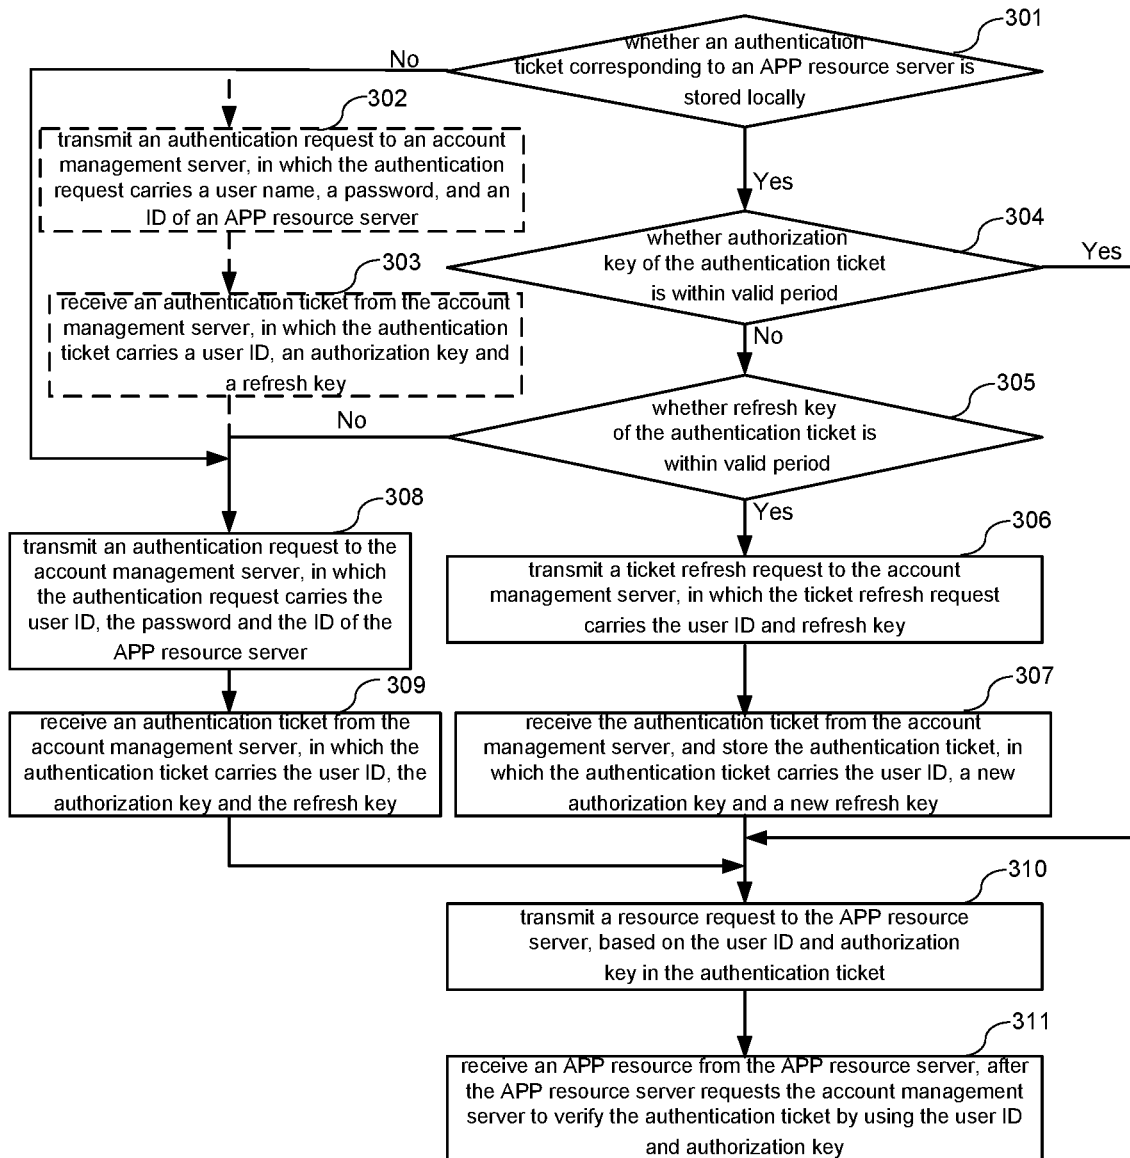 301
whether an authentication
ticket corresponding to an APP resource server is
stored locally
No
Yes
302
transmit an authentication request to an account
management server, in which the authentication
request carries a user name, a password, and an
ID of an APP resource server
304
whether authorization
key of the authentication ticket
is within valid period
Yes
No
303
receive an authentication ticket from the account
management server, in which the authentication
ticket carries a user ID, an authorization key and
a refresh key
305
whether refresh key
of the authentication ticket is
within valid period
No
Yes
308
transmit an authentication request to the
account management server, in which
the authentication request carries the
user ID, the password and the ID of the
APP resource server
306
transmit a ticket refresh request to the account
management server, in which the ticket refresh request
carries the user ID and refresh key
309
receive an authentication ticket from the
account management server, in which the
authentication ticket carries the user ID, the
authorization key and the refresh key
307
receive the authentication ticket from the account
management server, and store the authentication ticket, in
which the authentication ticket carries the user ID, a new
authorization key and a new refresh key
310
transmit a resource request to the APP resource
server, based on the user ID and authorization
key in the authentication ticket
311
receive an APP resource from the APP resource server, after
the APP resource server requests the account management
server to verify the authentication ticket by using the user ID
and authorization key